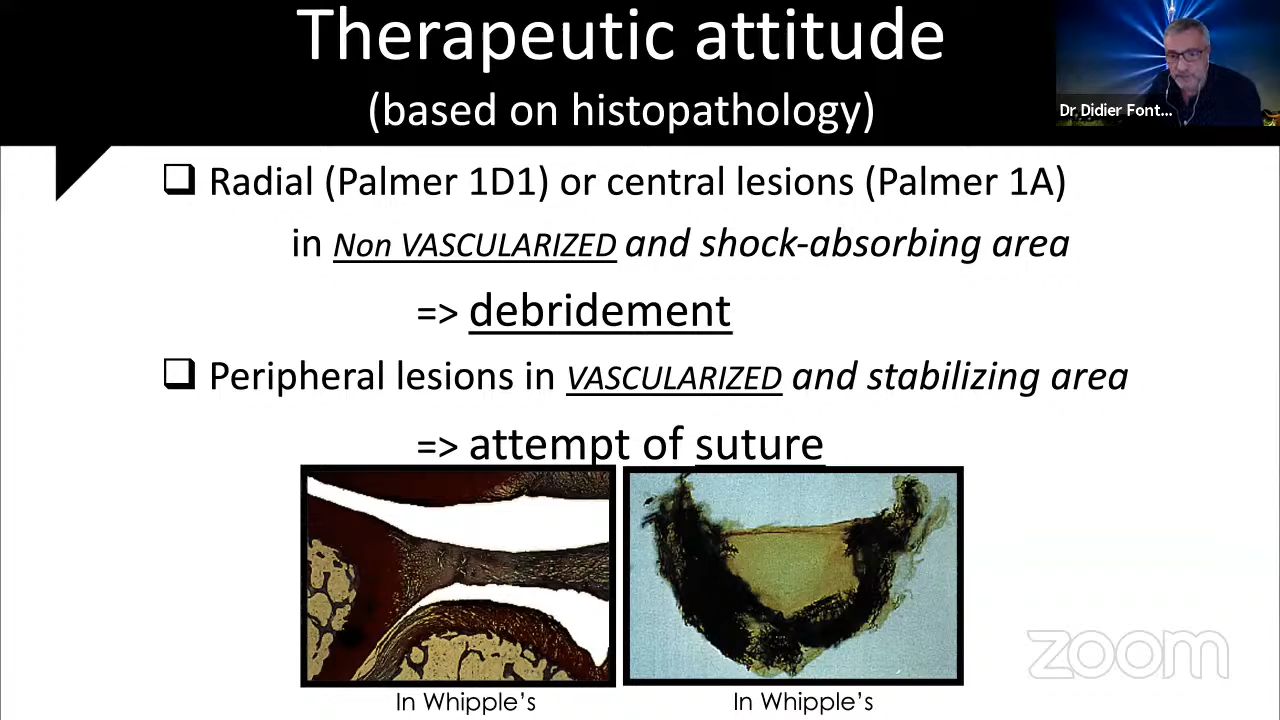 Therapeutic attitude
(based on histopathology)
Dr Didier Font...
Radial (Palmer 1D1) or central lesions (Palmer 1A)
in Non VASCULARIZED and shock-absorbing area
=> debridement
Peripheral lesions in VASCULARIZED and stabilizing area
=> attempt of suture
In Whipple's
In Whipple's
zoom